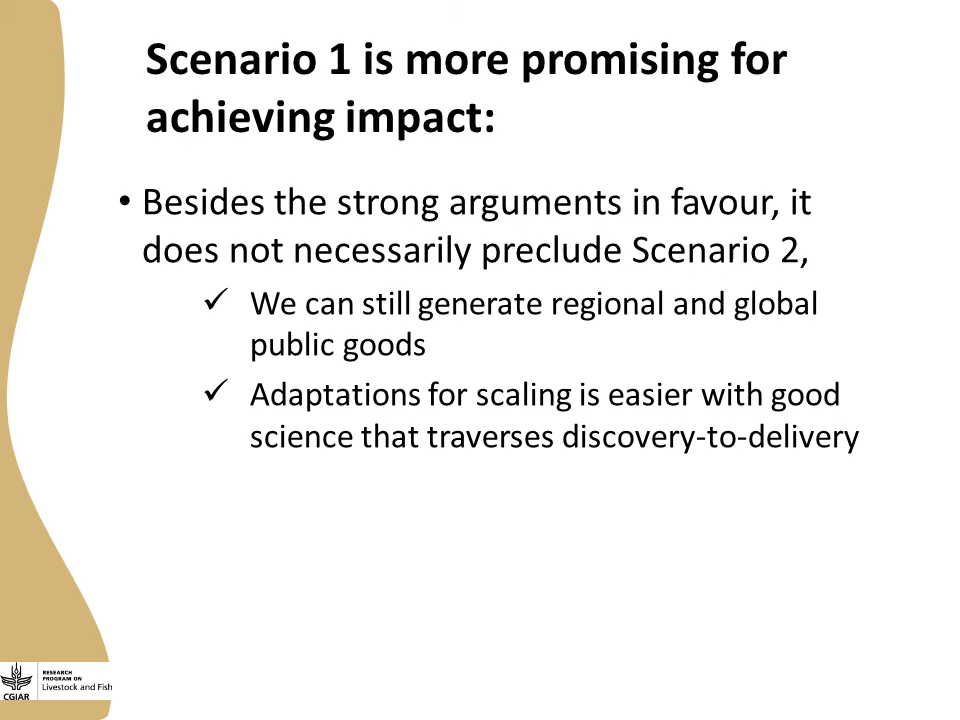 Scenario 1 is more promising for
achieving impact:
• Besides the strong arguments in favour, it
does not necessarily preclude Scenario 2,
✓ We can still generate regional and global
public goods
✓ Adaptations for scaling is easier with good
science that traverses discovery-to-delivery
CGIAR
RESEARCH
PROGRAM ON
Livestock and Fish